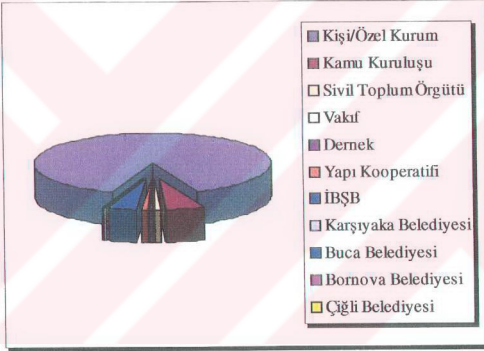 Kişi/Özel Kurum
Kamu Kuruluşu
Sivil Toplum Örgütü
Vakıf
Dernek
Yapı Kooperatifi
İBŞB
Karşıyaka Belediyesi
Buca Belediyesi
Bornova Belediyesi
Çiğli Belediyesi